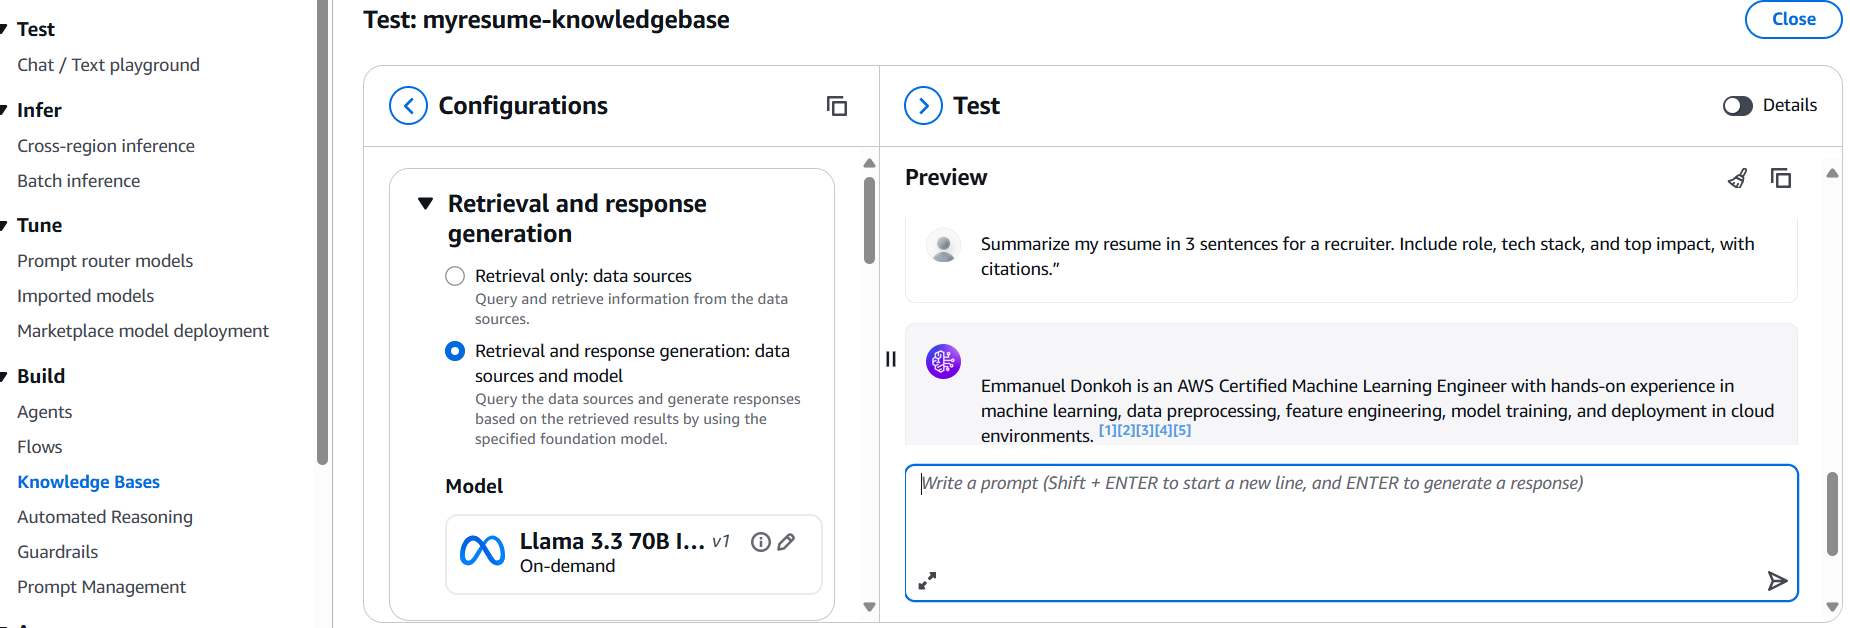 Test
Chat / Text playground
Infer
Cross-region inference
Batch inference
Tune
Prompt router models
Imported models
Marketplace model deployment
Build
Agents
Flows
Knowledge Bases
Automated Reasoning
Guardrails
Prompt Management
Test: myresume-knowledgebase
Close
Configurations
Retrieval and response
generation
Retrieval only: data sources
Query and retrieve information from the data
sources.
Retrieval and response generation: data
sources and model
Query the data sources and generate responses
based on the retrieved results by using the
specified foundation model.
Model
Llama 3.3 70B I... v1
On-demand
Test
Details
Preview
Summarize my resume in 3 sentences for a recruiter. Include role, tech stack, and top impact, with
citations.”
Emmanuel Donkoh is an AWS Certified Machine Learning Engineer with hands-on experience in
machine learning, data preprocessing, feature engineering, model training, and deployment in cloud
environments. [1][2][3][4][5]
Write a prompt (Shift + ENTER to start a new line, and ENTER to generate a response)